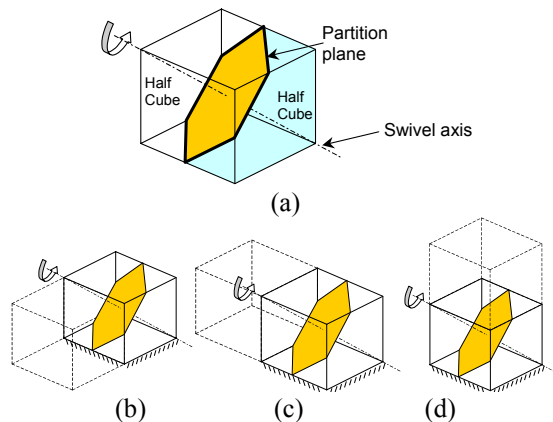 Partition
plane
Half
Cube
Half
Cube
Swivel axis
(a)
(b)
(c)
(d)